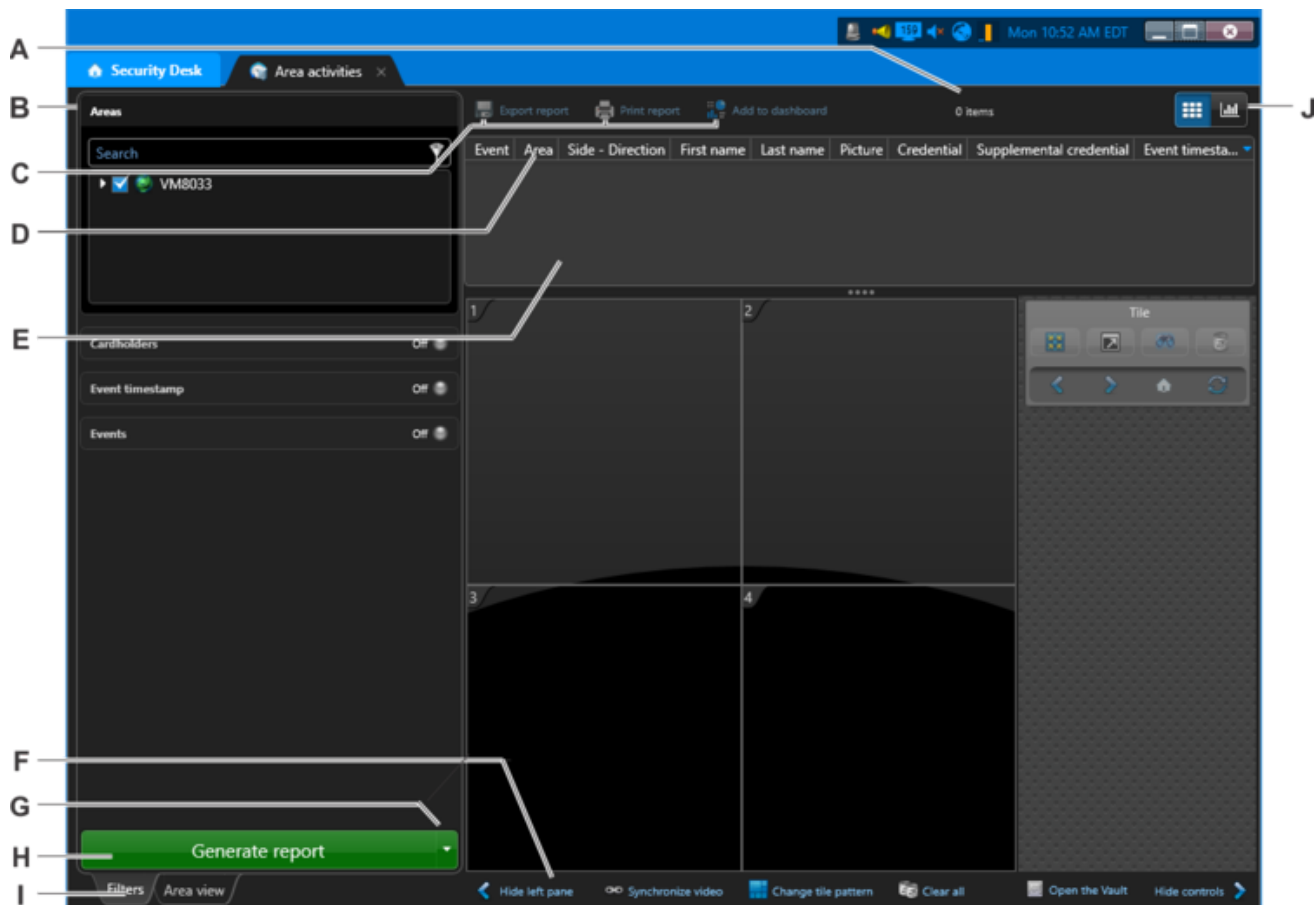 A
Mon 10:52 AM EDT
Security Desk
Area activities
B
Areas
Export report
Print report
Add to dashboard
0 items
J
C
Search
Event Area Side - Direction First name Last name Picture Credential Supplemental credential Event timesta...
VM8033
D
E
1
2
Tile
Cardholders Off
Event timestamp Off
Events Off
3
4
F
G
H
Generate report
I
Filters
Area view
Hide left pane
Synchronize video
Change tile pattern
Clear all
Open the Vault
Hide controls